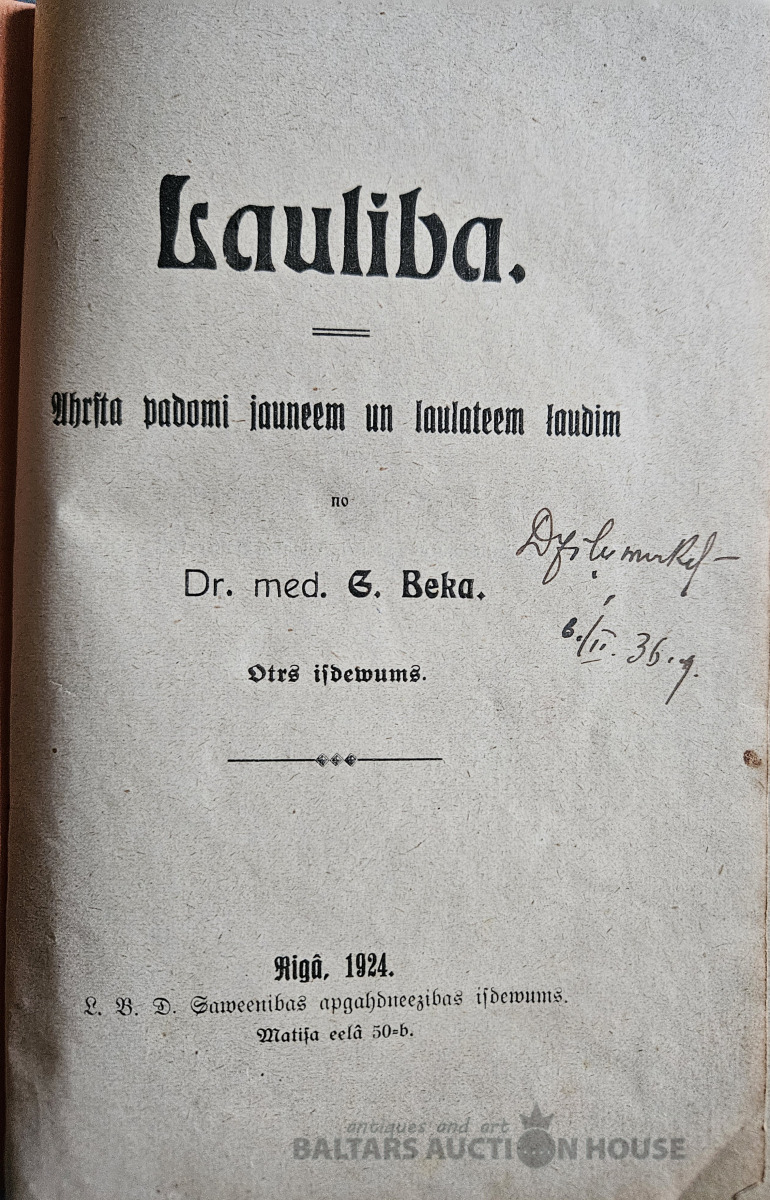 Lauliba.
Ahrsta padomi jauneem un laulateem ļaudim
no
Dr. med. G. Beka.
Otrs isdewums.
6./II. 36. g.
Rigâ, 1924.
L. B. D. Saweenibas apgahdneezibas isdewums.
Matisa eelâ 50-b.
antiques and art
BALTARS AUCTION HOUSE